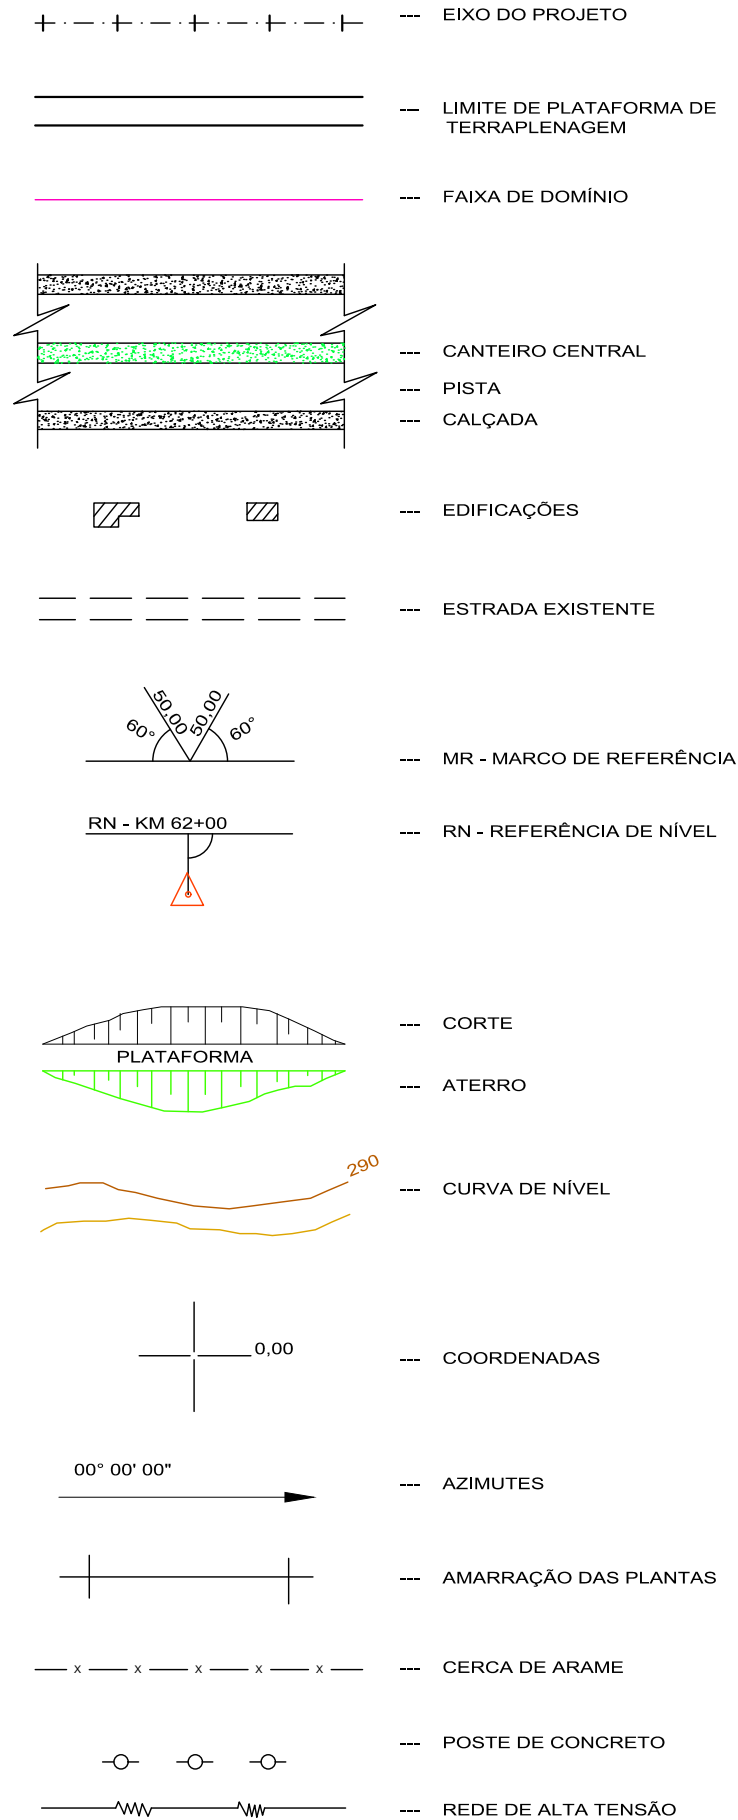 --- EIXO DO PROJETO
--- LIMITE DE PLATAFORMA DE
TERRAPLENAGEM
--- FAIXA DE DOMÍNIO
--- CANTEIRO CENTRAL
--- PISTA
--- CALÇADA
--- EDIFICAÇÕES
--- ESTRADA EXISTENTE
60° 50,00 50,00 60°
--- MR - MARCO DE REFERÊNCIA
RN - KM 62+00
--- RN - REFERÊNCIA DE NÍVEL
--- CORTE
PLATAFORMA
--- ATERRO
290
--- CURVA DE NÍVEL
0,00
--- COORDENADAS
00° 00' 00"
--- AZIMUTES
--- AMARRAÇÃO DAS PLANTAS
x x x x x
--- CERCA DE ARAME
--- POSTE DE CONCRETO
--- REDE DE ALTA TENSÃO